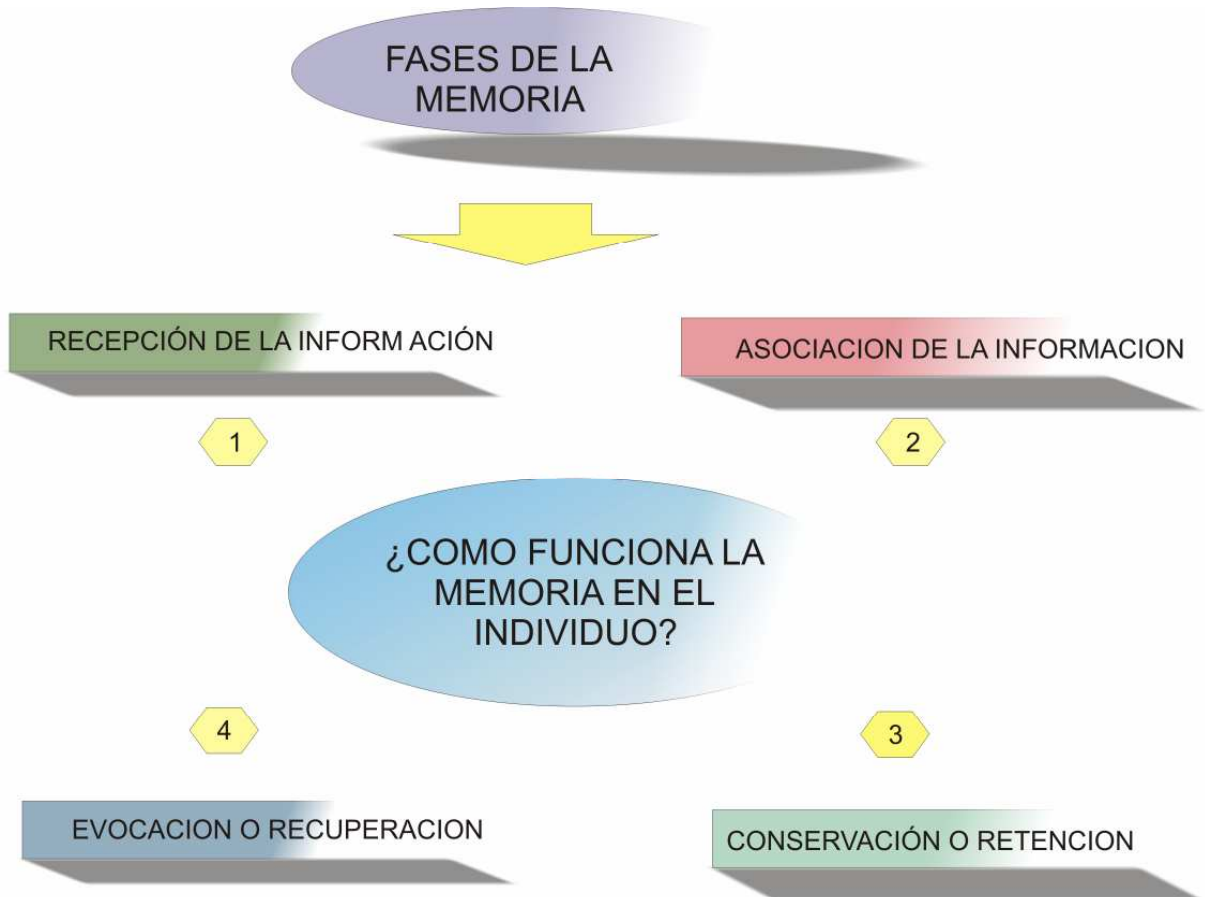 FASES DE LA
MEMORIA
RECEPCIÓN DE LA INFORM ACIÓN
ASOCIACION DE LA INFORMACION
1
2
¿COMO FUNCIONA LA
MEMORIA EN EL
INDIVIDUO?
4
3
EVOCACION O RECUPERACION
CONSERVACIÓN O RETENCION